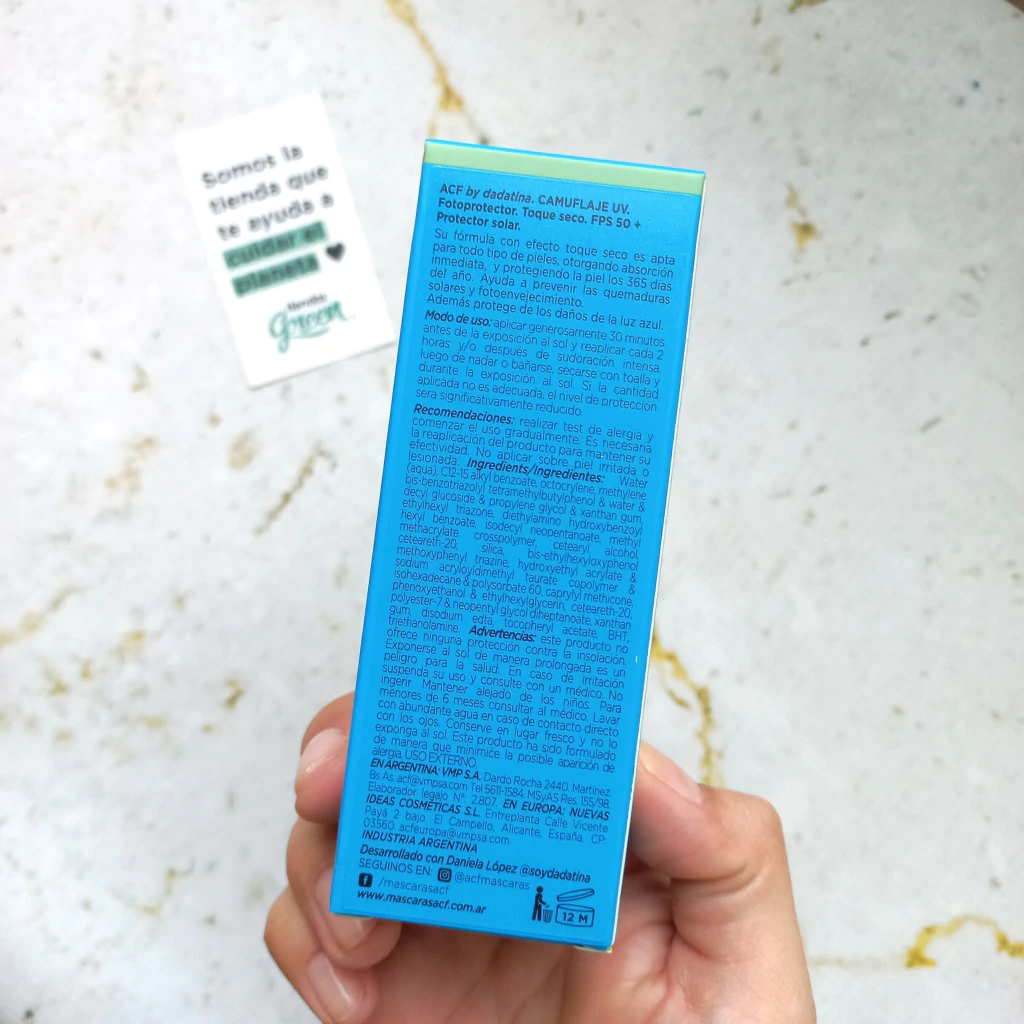 Somos la
tienda que
te ayuda a
cuidar el
planeta
tienda
green
ACF by dadatina. CAMUFLAJE UV.
Fotoprotector. Toque seco. FPS 50 +
Protector solar.
Su fórmula con efecto toque seco es apta
para todo tipo de pieles, otorgando absorción
inmediata, y protegiendo la piel los 365 días
del año. Ayuda a prevenir las quemaduras
solares y fotoenvejecimiento.
Además protege de los daños de la luz azul.
Modo de uso: aplicar generosamente 30 minutos
antes de la exposición al sol y reaplicar cada 2
horas y/o después de sudoración intensa,
luego de nadar o bañarse, secarse con toalla y
durante la exposición al sol. Si la cantidad
aplicada no es adecuada, el nivel de protección
será significativamente reducido.
Recomendaciones: realizar test de alergia y
comenzar el uso gradualmente. Es necesaria
la reaplicación del producto para mantener su
efectividad. No aplicar sobre piel irritada o
lesionada. Ingredients/Ingredientes: Water
(aqua), C12-15 alkyl benzoate, octocrylene, methylene
bis-benzotriazolyl tetramethylbutylphenol & water &
decyl glucoside & propylene glycol & xanthan gum,
ethylhexyl triazone, diethylamino hydroxybenzoyl
hexyl benzoate, isodecyl neopentanoate, methyl
methacrylate crosspolymer, cetearyl alcohol,
ceteareth-20, silica, bis-ethylhexyloxyphenol
methoxyphenyl triazine, hydroxyethyl acrylate &
sodium acryloyldimethyl taurate copolymer &
isohexadecane & polysorbate 60, caprylyl methicone,
phenoxyethanol & ethylhexylglycerin, ceteareth-20,
polyester-7 & neopentyl glycol diheptanoate, xanthan
gum, disodium edta, tocopheryl acetate, BHT,
triethanolamine. Advertencias: este producto no
ofrece ninguna protección contra la insolación.
Exponerse al sol de manera prolongada es un
peligro para la salud. En caso de irritación
suspenda su uso y consulte con un médico. No
ingerir. Mantener alejado de los niños. Para
menores de 6 meses consultar al médico. Lavar
con abundante agua en caso de contacto directo
con los ojos. Conserve en lugar fresco y no lo
exponga al sol. Este producto ha sido formulado
de manera que minimice la posible aparición de
alergia. USO EXTERNO
EN ARGENTINA: VMP S.A. Dardo Rocha 2440. Martínez
Bs As. acf@vmpsa.com Tel 5611-1584. MSyAS Res. 155/98.
Elaborador legajo N° 2.807. EN EUROPA: NUEVAS
IDEAS COSMÉTICAS S.L. Entreplanta Calle Vicente
Payá 2 bajo. El Campello, Alicante, España. CP:
03560. acfeuropa@vmpsa.com
INDUSTRIA ARGENTINA
Desarrollado con Daniela López @soydadatina
SEGUINOS EN: @acfmascaras
/mascarasacf
www.mascarasacf.com.ar
12 M